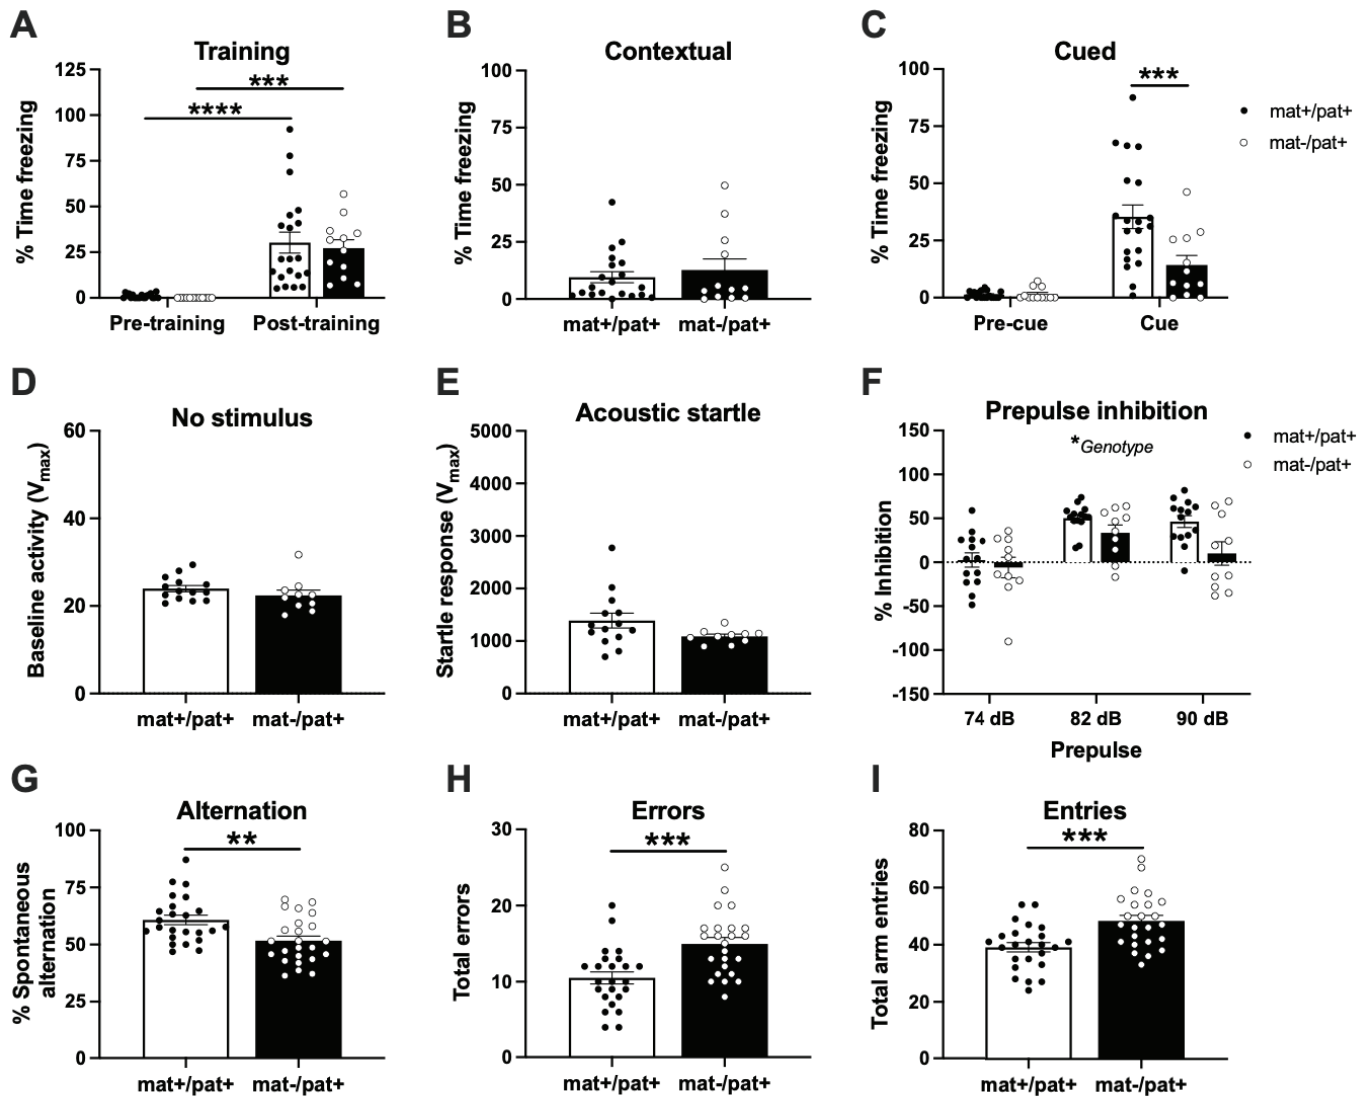 A
Training
% Time freezing
125
100
75
50
25
0
***
****
Pre-training
Post-training
B
Contextual
% Time freezing
100
75
50
25
0
mat+/pat+
mat-/pat+
C
Cued
% Time freezing
100
75
50
25
0
***
Pre-cue
Cue
mat+/pat+
mat-/pat+
D
No stimulus
Baseline activity (Vmax)
60
40
20
0
mat+/pat+
mat-/pat+
E
Acoustic startle
Startle response (Vmax)
5000
4000
3000
2000
1000
0
mat+/pat+
mat-/pat+
F
Prepulse inhibition
*Genotype
% Inhibition
150
100
50
0
-50
-100
-150
74 dB
82 dB
90 dB
Prepulse
mat+/pat+
mat-/pat+
G
Alternation
% Spontaneous
alternation
100
75
50
25
0
**
mat+/pat+
mat-/pat+
H
Errors
Total errors
30
20
10
0
***
mat+/pat+
mat-/pat+
I
Entries
Total arm entries
80
60
40
20
0
***
mat+/pat+
mat-/pat+